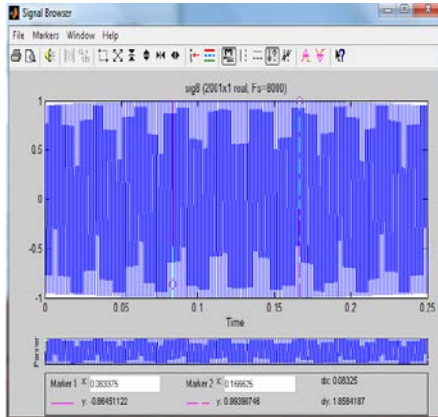 Signal Browser
File Markers Window Help
sig8 (2001x1 real, Fs=8000)
1
0.5
0
-0.5
-1
0 0.05 0.1 0.15 0.2 0.25
Time
Panner
Marker 1 X: 0.083375 Marker 2 X: 0.166625 dx: 0.08325
y: -0.86451122 y: 0.99390746 dy: 1.8584187